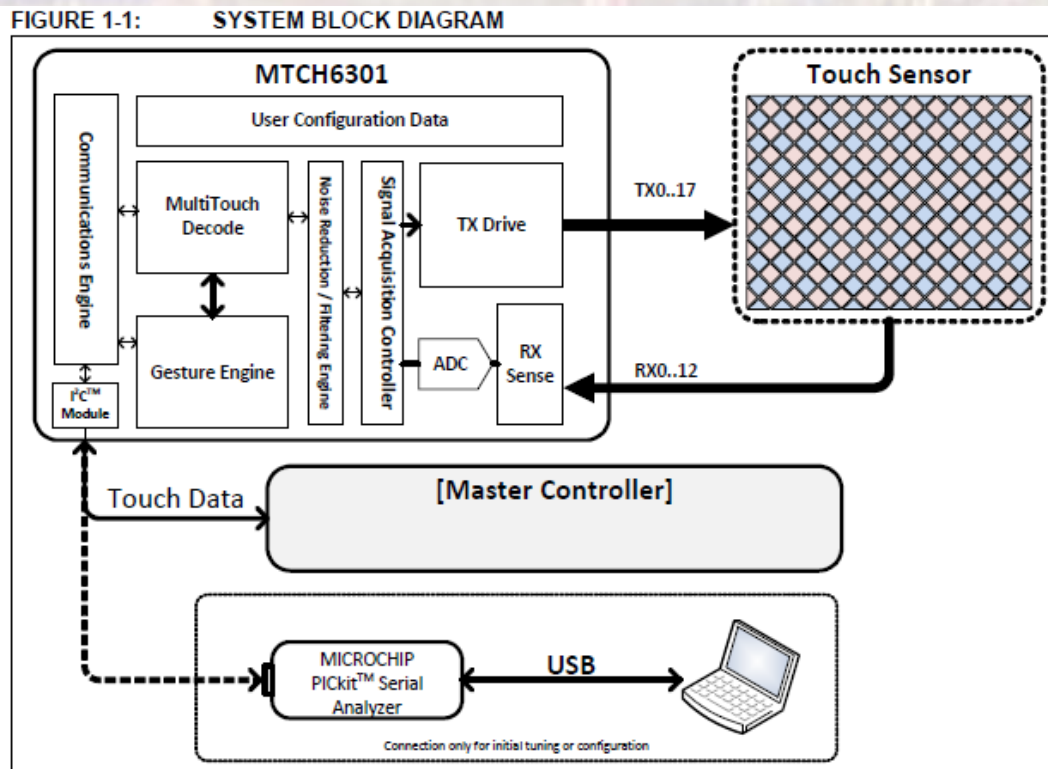 FIGURE 1-1: SYSTEM BLOCK DIAGRAM
MTCH6301
User Configuration Data
Communications Engine
MultiTouch
Decode
Gesture Engine
Noise Reduction / Filtering Engine
Signal Acquisition Controller
TX Drive
ADC
RX
Sense
I²C™
Module
Touch Sensor
TX0..17
RX0..12
Touch Data
[Master Controller]
MICROCHIP
PICkit™ Serial
Analyzer
USB
Connection only for initial tuning or configuration